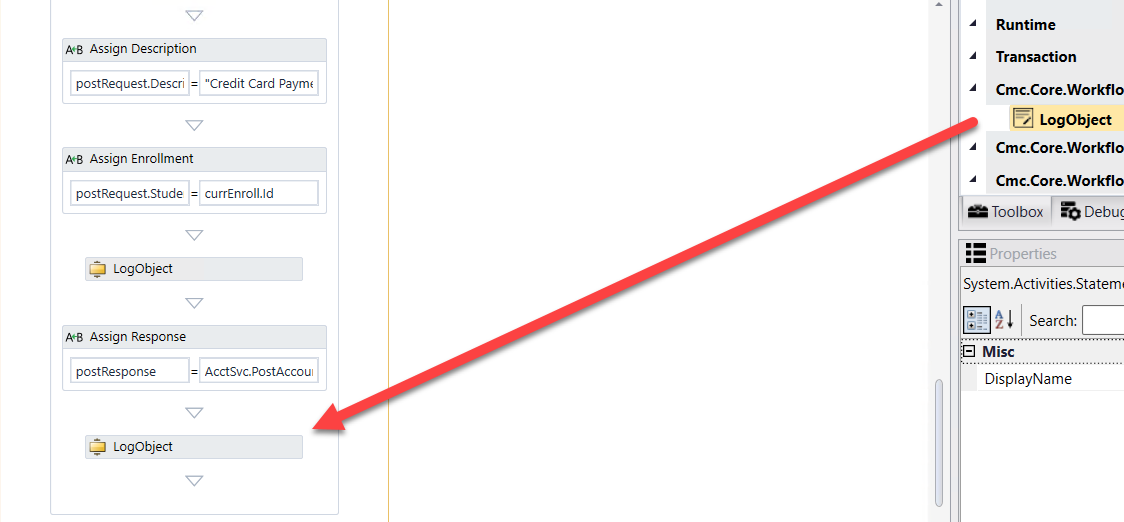 A+B Assign Description
postRequest.Descri = "Credit Card Payme
A+B Assign Enrollment
postRequest.Stude = currEnroll.Id
LogObject
A+B Assign Response
postResponse = AcctSvc.PostAccour
LogObject
Runtime
Transaction
Cmc.Core.Workflo
LogObject
Cmc.Core.Workflo
Cmc.Core.Workflo
Toolbox Debug
Properties
System.Activities.Stateme
AZ Search:
Misc
DisplayName